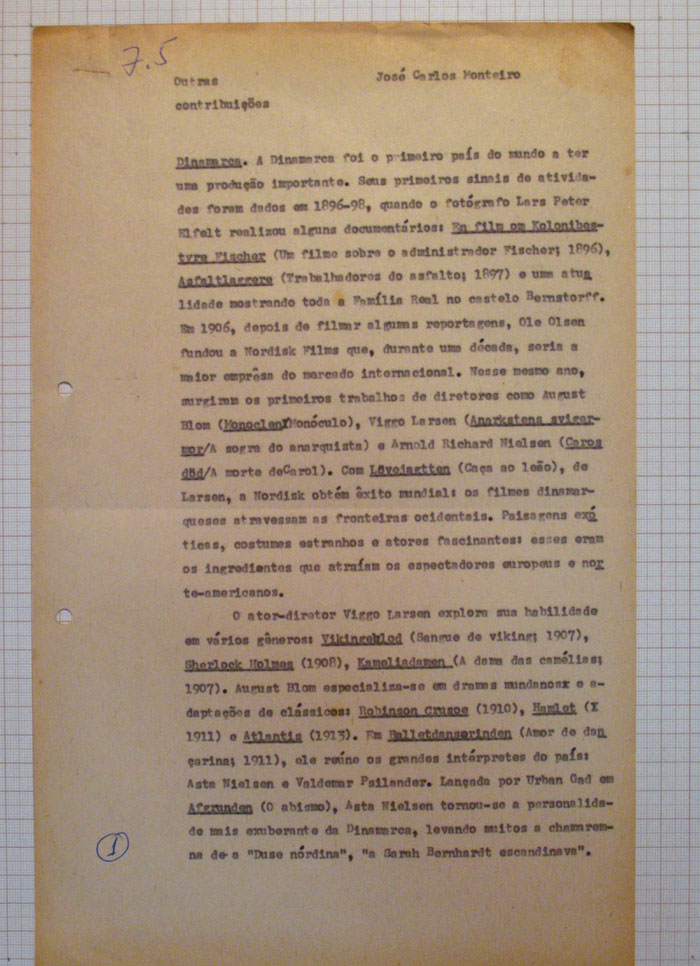 7.5
Outras José Carlos Monteiro
contribuições
Dinamarca. A Dinamarca foi o primeiro país do mundo a ter
uma produção importante. Seus primeiros sinais de ativida-
des foram dados em 1896-98, quando o fotógrafo Lars Peter
Elfelt realizou alguns documentários: En film om Kolonibes-
tyre Fischer (Um filme sobre o administrador Fischer; 1896),
Asfaltlaggere (Trabalhadores do asfalto; 1897) e uma atua
lidade mostrando toda a Família Real no castelo Bernstorff.
Em 1906, depois de filmar algumas reportagens, Ole Olsen
fundou a Nordisk Films que, durante uma década, seria a
maior emprêsa do mercado internacional. Nesse mesmo ano,
surgiram os primeiros trabalhos de diretores como August
Blom (Monoclen/Monóculo), Viggo Larsen (Anarkstens sviger-
mor/A sogra do anarquista) e Arnold Richard Nielsen (Caros
död/A morte deCarol). Com Lövejagtten (Caça ao leão), de
Larsen, a Nordisk obtém êxito mundial: os filmes dinamar-
queses atravessam as fronteiras ocidentais. Paisagens exó
ticas, costumes estranhos e atores fascinantes: esses eram
os ingredientes que atraíam os espectadores europeus e nor
te-americanos.
O ator-diretor Viggo Larsen explora sua habilidade
em vários gêneros: Vikingeblod (Sangue de viking; 1907),
Sherlock Holmes (1908), Kameliadamen (A dama das camélias;
1907). August Blom especializa-se em dramas mundanosx e a-
daptações de clássicos: Robinson Crusoe (1910), Hamlet (X
1911) e Atlantis (1913). Em Balletdanserinden (Amor de dan
çarina; 1911), ele reúne os grandes intérpretes do país:
Asta Nielsen e Valdemar Psilander. Lançada por Urban Gad em
Afgrunden (O abismo), Asta Nielsen tornou-se a personalida-
de mais exuberante da Dinamarca, levando muitos a chamarem-
na de a "Duse nórdina", "a Sarah Bernhardt escandinava".
1